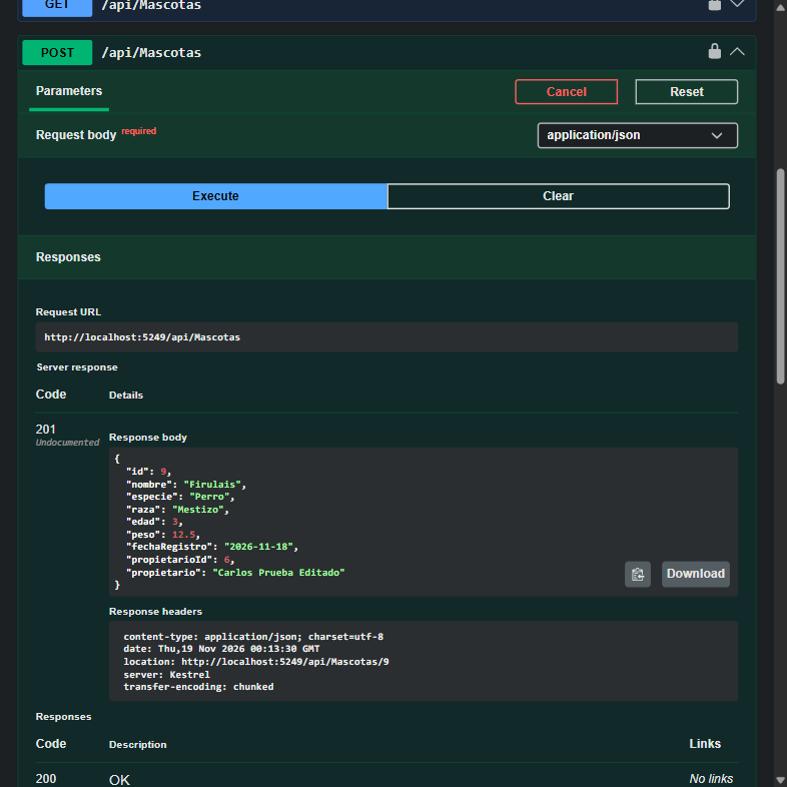 GET /api/Mascotas
POST /api/Mascotas
Parameters
Cancel
Reset
Request body required
application/json
Execute
Clear
Responses
Request URL
http://localhost:5249/api/Mascotas
Server response
Code Details
201
Undocumented
Response body
{
"id": 9,
"nombre": "Firulais",
"especie": "Perro",
"raza": "Mestizo",
"edad": 3,
"peso": 12.5,
"fechaRegistro": "2026-11-18",
"propietarioId": 6,
"propietario": "Carlos Prueba Editado"
}
Download
Response headers
content-type: application/json; charset=utf-8
date: Thu,19 Nov 2026 00:13:30 GMT
location: http://localhost:5249/api/Mascotas/9
server: Kestrel
transfer-encoding: chunked
Responses
Code Description Links
200 OK No links